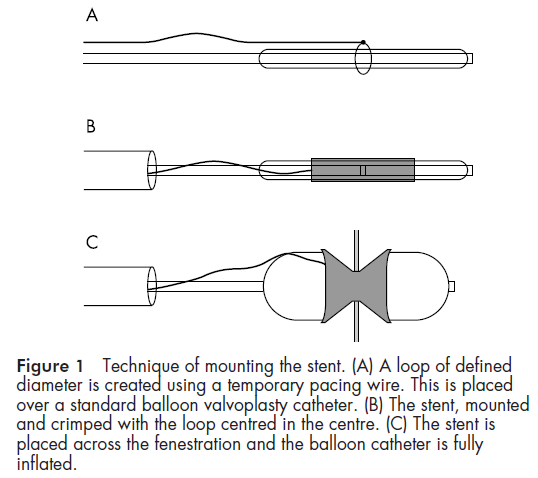 A
B
C
Figure 1 Technique of mounting the stent. (A) A loop of defined
diameter is created using a temporary pacing wire. This is placed
over a standard balloon valvoplasty catheter. (B) The stent, mounted
and crimped with the loop centred in the centre. (C) The stent is
placed across the fenestration and the balloon catheter is fully
inflated.